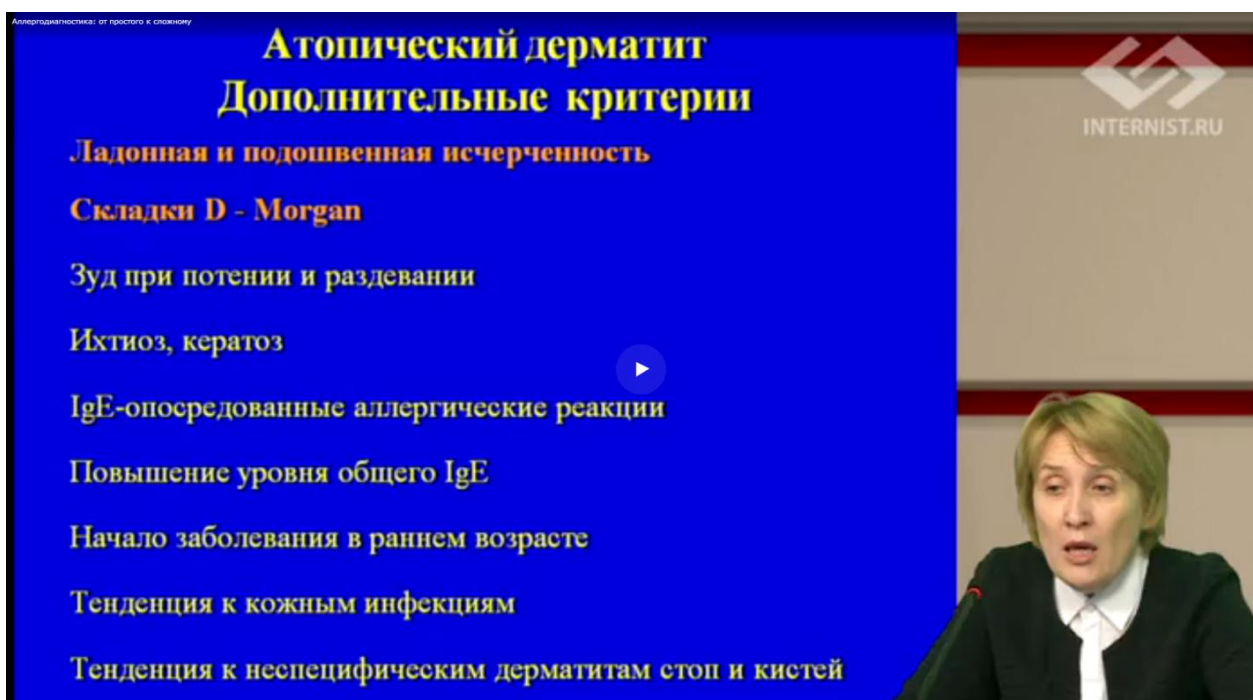 Аллергодиагностика: от простого к сложному
Атопический дерматит
Дополнительные критерии
Ладонная и подошвенная исчерченность
Складки D - Morgan
Зуд при потении и раздевании
Ихтиоз, кератоз
IgE-опосредованные аллергические реакции
Повышение уровня общего IgE
Начало заболевания в раннем возрасте
Тенденция к кожным инфекциям
Тенденция к неспецифическим дерматитам стоп и кистей
INTERNIST.RU